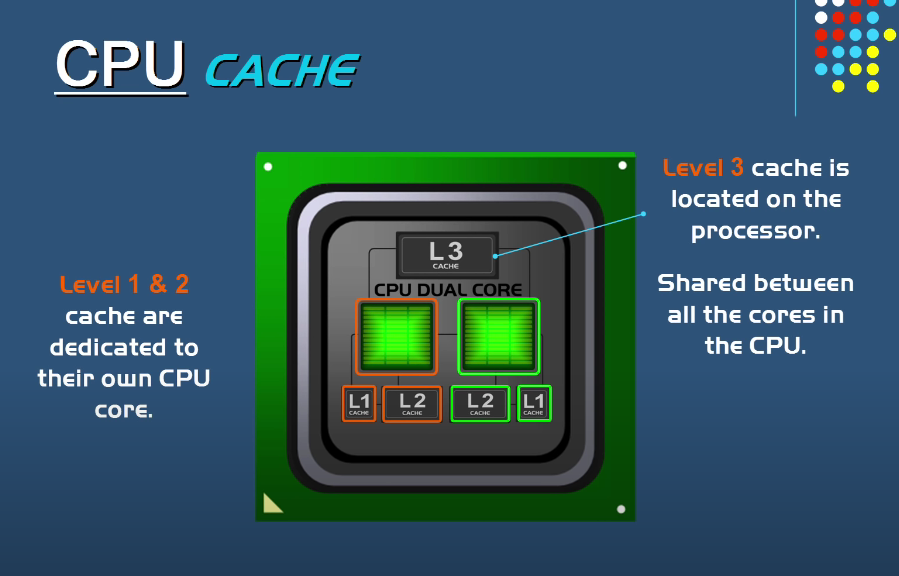 CPU CACHE
Level 3 cache is
located on the
processor.
Shared between
all the cores in
the CPU.
Level 1 & 2
cache are
dedicated to
their own CPU
core.
L3
CACHE
CPU DUAL CORE
L1
CACHE
L2
CACHE
L2
CACHE
L1
CACHE